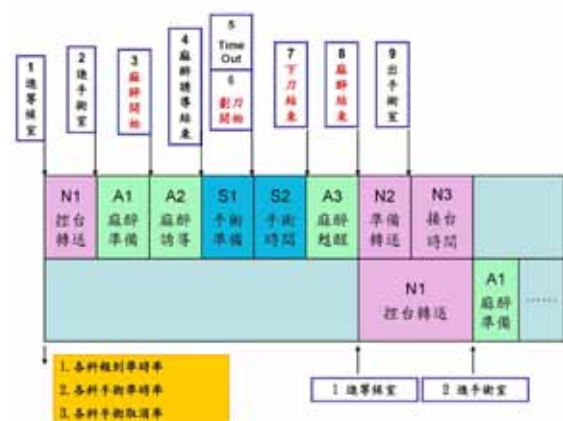 1 進等候室
2 進手術室
3 麻醉開始
4 麻醉誘導結束
5 Time Out
6 劃刀開始
7 下刀結束
8 麻醉結束
9 出手術室
N1 控台轉送
A1 麻醉準備
A2 麻醉誘導
S1 手術準備
S2 手術時間
A3 麻醉甦醒
N2 準備轉送
N3 接台時間
N1 控台轉送
A1 麻醉準備
......
1 進等候室
2 進手術室
1. 各科報到準時率
2. 各科手術準時率
3. 各科手術取消率